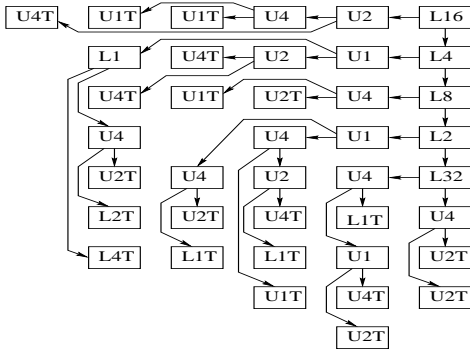 U4T U1T U1T U4 U2 L16
L1 U4T U2 U1 L4
U4T U1T U2T U4 L8
U4 U4 U1 L2
U2T U4 U2 U4 L32
L2T U2T U4T L1T U4
L4T L1T L1T U1 U2T
U1T U4T U2T
U2T